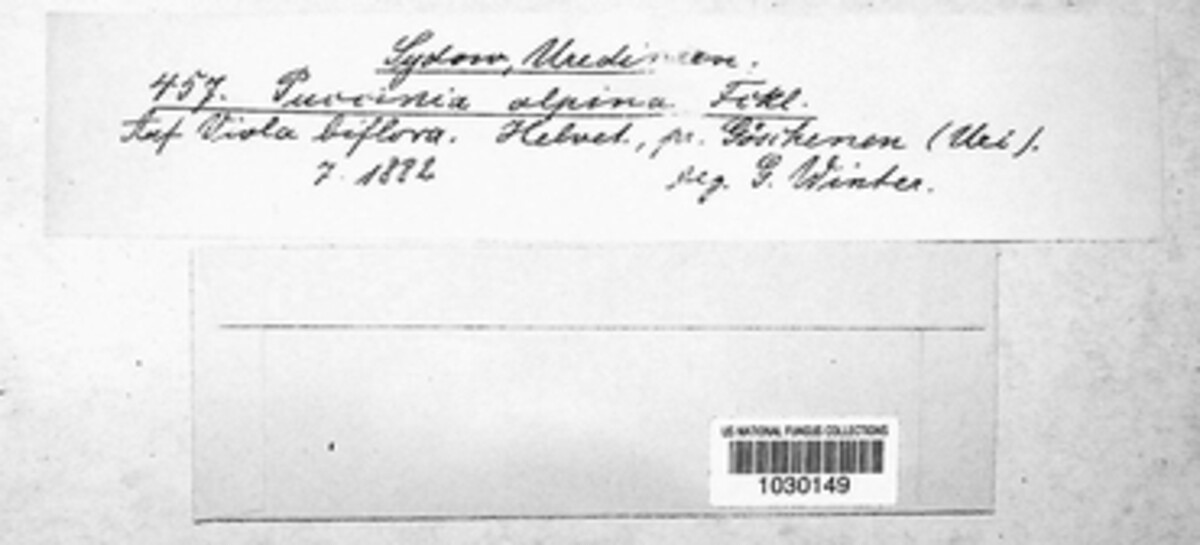 Sydow, Uredineen.
457. Puccinia alpina Fckl.
Auf Viola biflora. Helvet., pr. Göschenen (Uri).
7. 1882 leg. G. Winter.
US NATIONAL FUNGUS COLLECTIONS
1030149